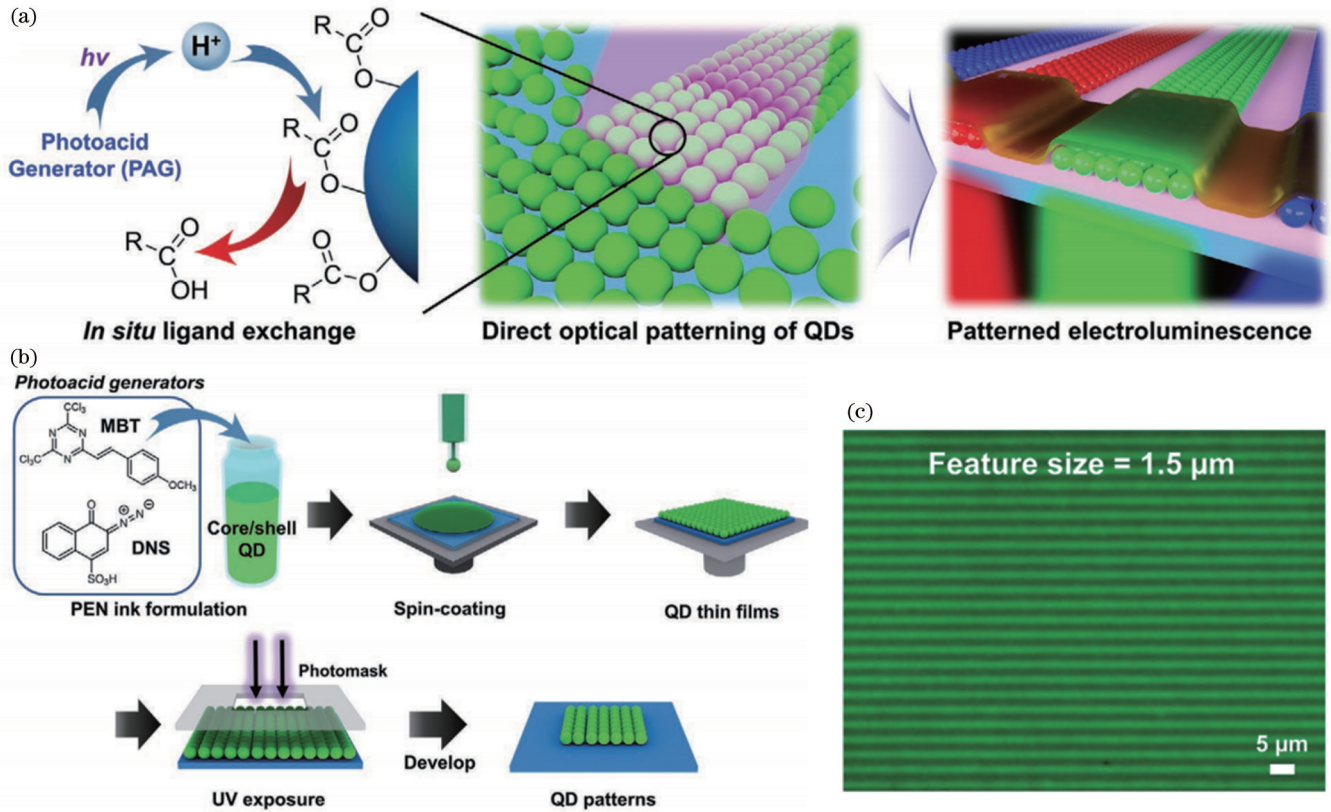 (a)
hν
H+
Photoacid
Generator (PAG)
R
C
O
O
R
C
O
O
R
C
O
O
R
C
O
OH
In situ ligand exchange
Direct optical patterning of QDs
Patterned electroluminescence
(b)
Photoacid generators
CCl3
MBT
N
N
N
Cl3C
OCH3
O
⊕
⊖
N=N
DNS
SO3H
Core/shell
QD
PEN ink formulation
Spin-coating
QD thin films
Photomask
UV exposure
Develop
QD patterns
(c)
Feature size = 1.5 µm
5 µm